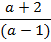 a + 2
(a − 1)